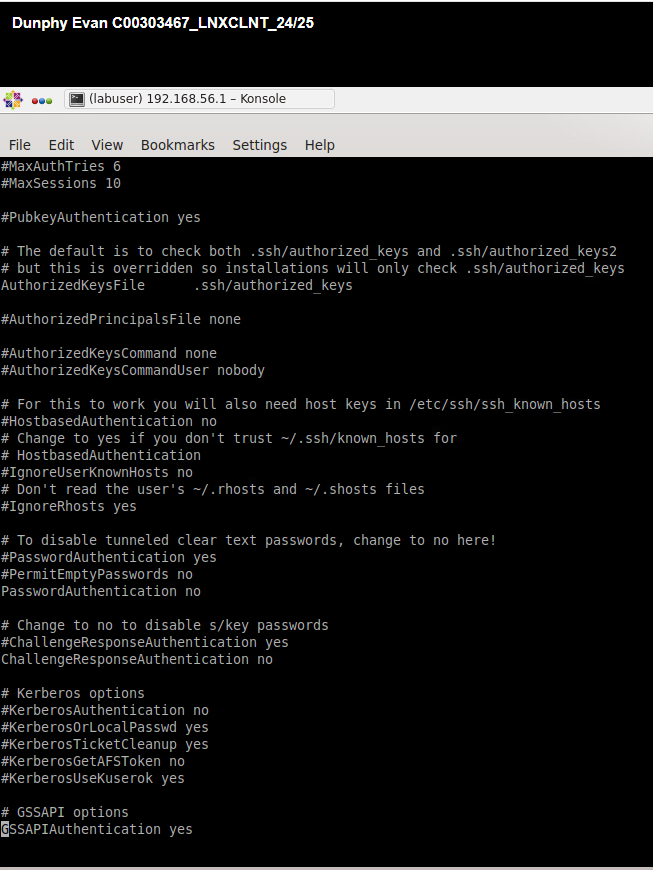 Dunphy Evan C00303467_LNXCLNT_24/25
(labuser) 192.168.56.1 – Konsole
File Edit View Bookmarks Settings Help
#MaxAuthTries 6
#MaxSessions 10
#PubkeyAuthentication yes
# The default is to check both .ssh/authorized_keys and .ssh/authorized_keys2
# but this is overridden so installations will only check .ssh/authorized_keys
AuthorizedKeysFile      .ssh/authorized_keys
#AuthorizedPrincipalsFile none
#AuthorizedKeysCommand none
#AuthorizedKeysCommandUser nobody
# For this to work you will also need host keys in /etc/ssh/ssh_known_hosts
#HostbasedAuthentication no
# Change to yes if you don't trust ~/.ssh/known_hosts for
# HostbasedAuthentication
#IgnoreUserKnownHosts no
# Don't read the user's ~/.rhosts and ~/.shosts files
#IgnoreRhosts yes
# To disable tunneled clear text passwords, change to no here!
#PasswordAuthentication yes
#PermitEmptyPasswords no
PasswordAuthentication no
# Change to no to disable s/key passwords
#ChallengeResponseAuthentication yes
ChallengeResponseAuthentication no
# Kerberos options
#KerberosAuthentication no
#KerberosOrLocalPasswd yes
#KerberosTicketCleanup yes
#KerberosGetAFSToken no
#KerberosUseKuserok yes
# GSSAPI options
GSSAPIAuthentication yes